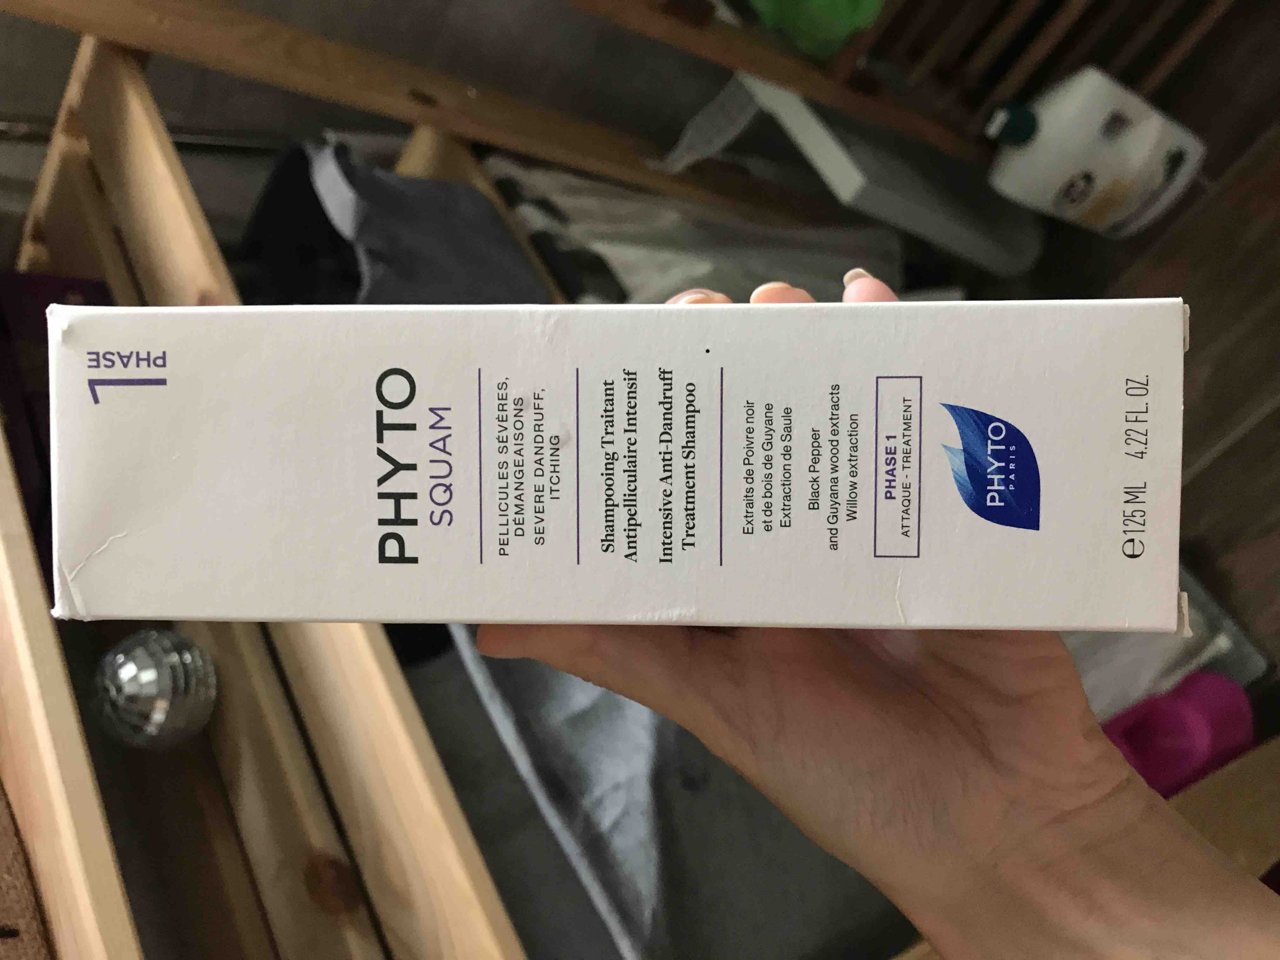 1
PHASE
PHYTO
SQUAM
PELLICULES SÉVÈRES,
DÉMANGEAISONS
SEVERE DANDRUFF,
ITCHING
Shampooing Traitant
Antipelliculaire Intensif
Intensive Anti-Dandruff
Treatment Shampoo
Extraits de Poivre noir
et de bois de Guyane
Extraction de Saule
Black Pepper
and Guyana wood extracts
Willow extraction
PHASE 1
ATTAQUE - TREATMENT
PHYTO
PARIS
℮125 ML 4.22 FL. OZ.